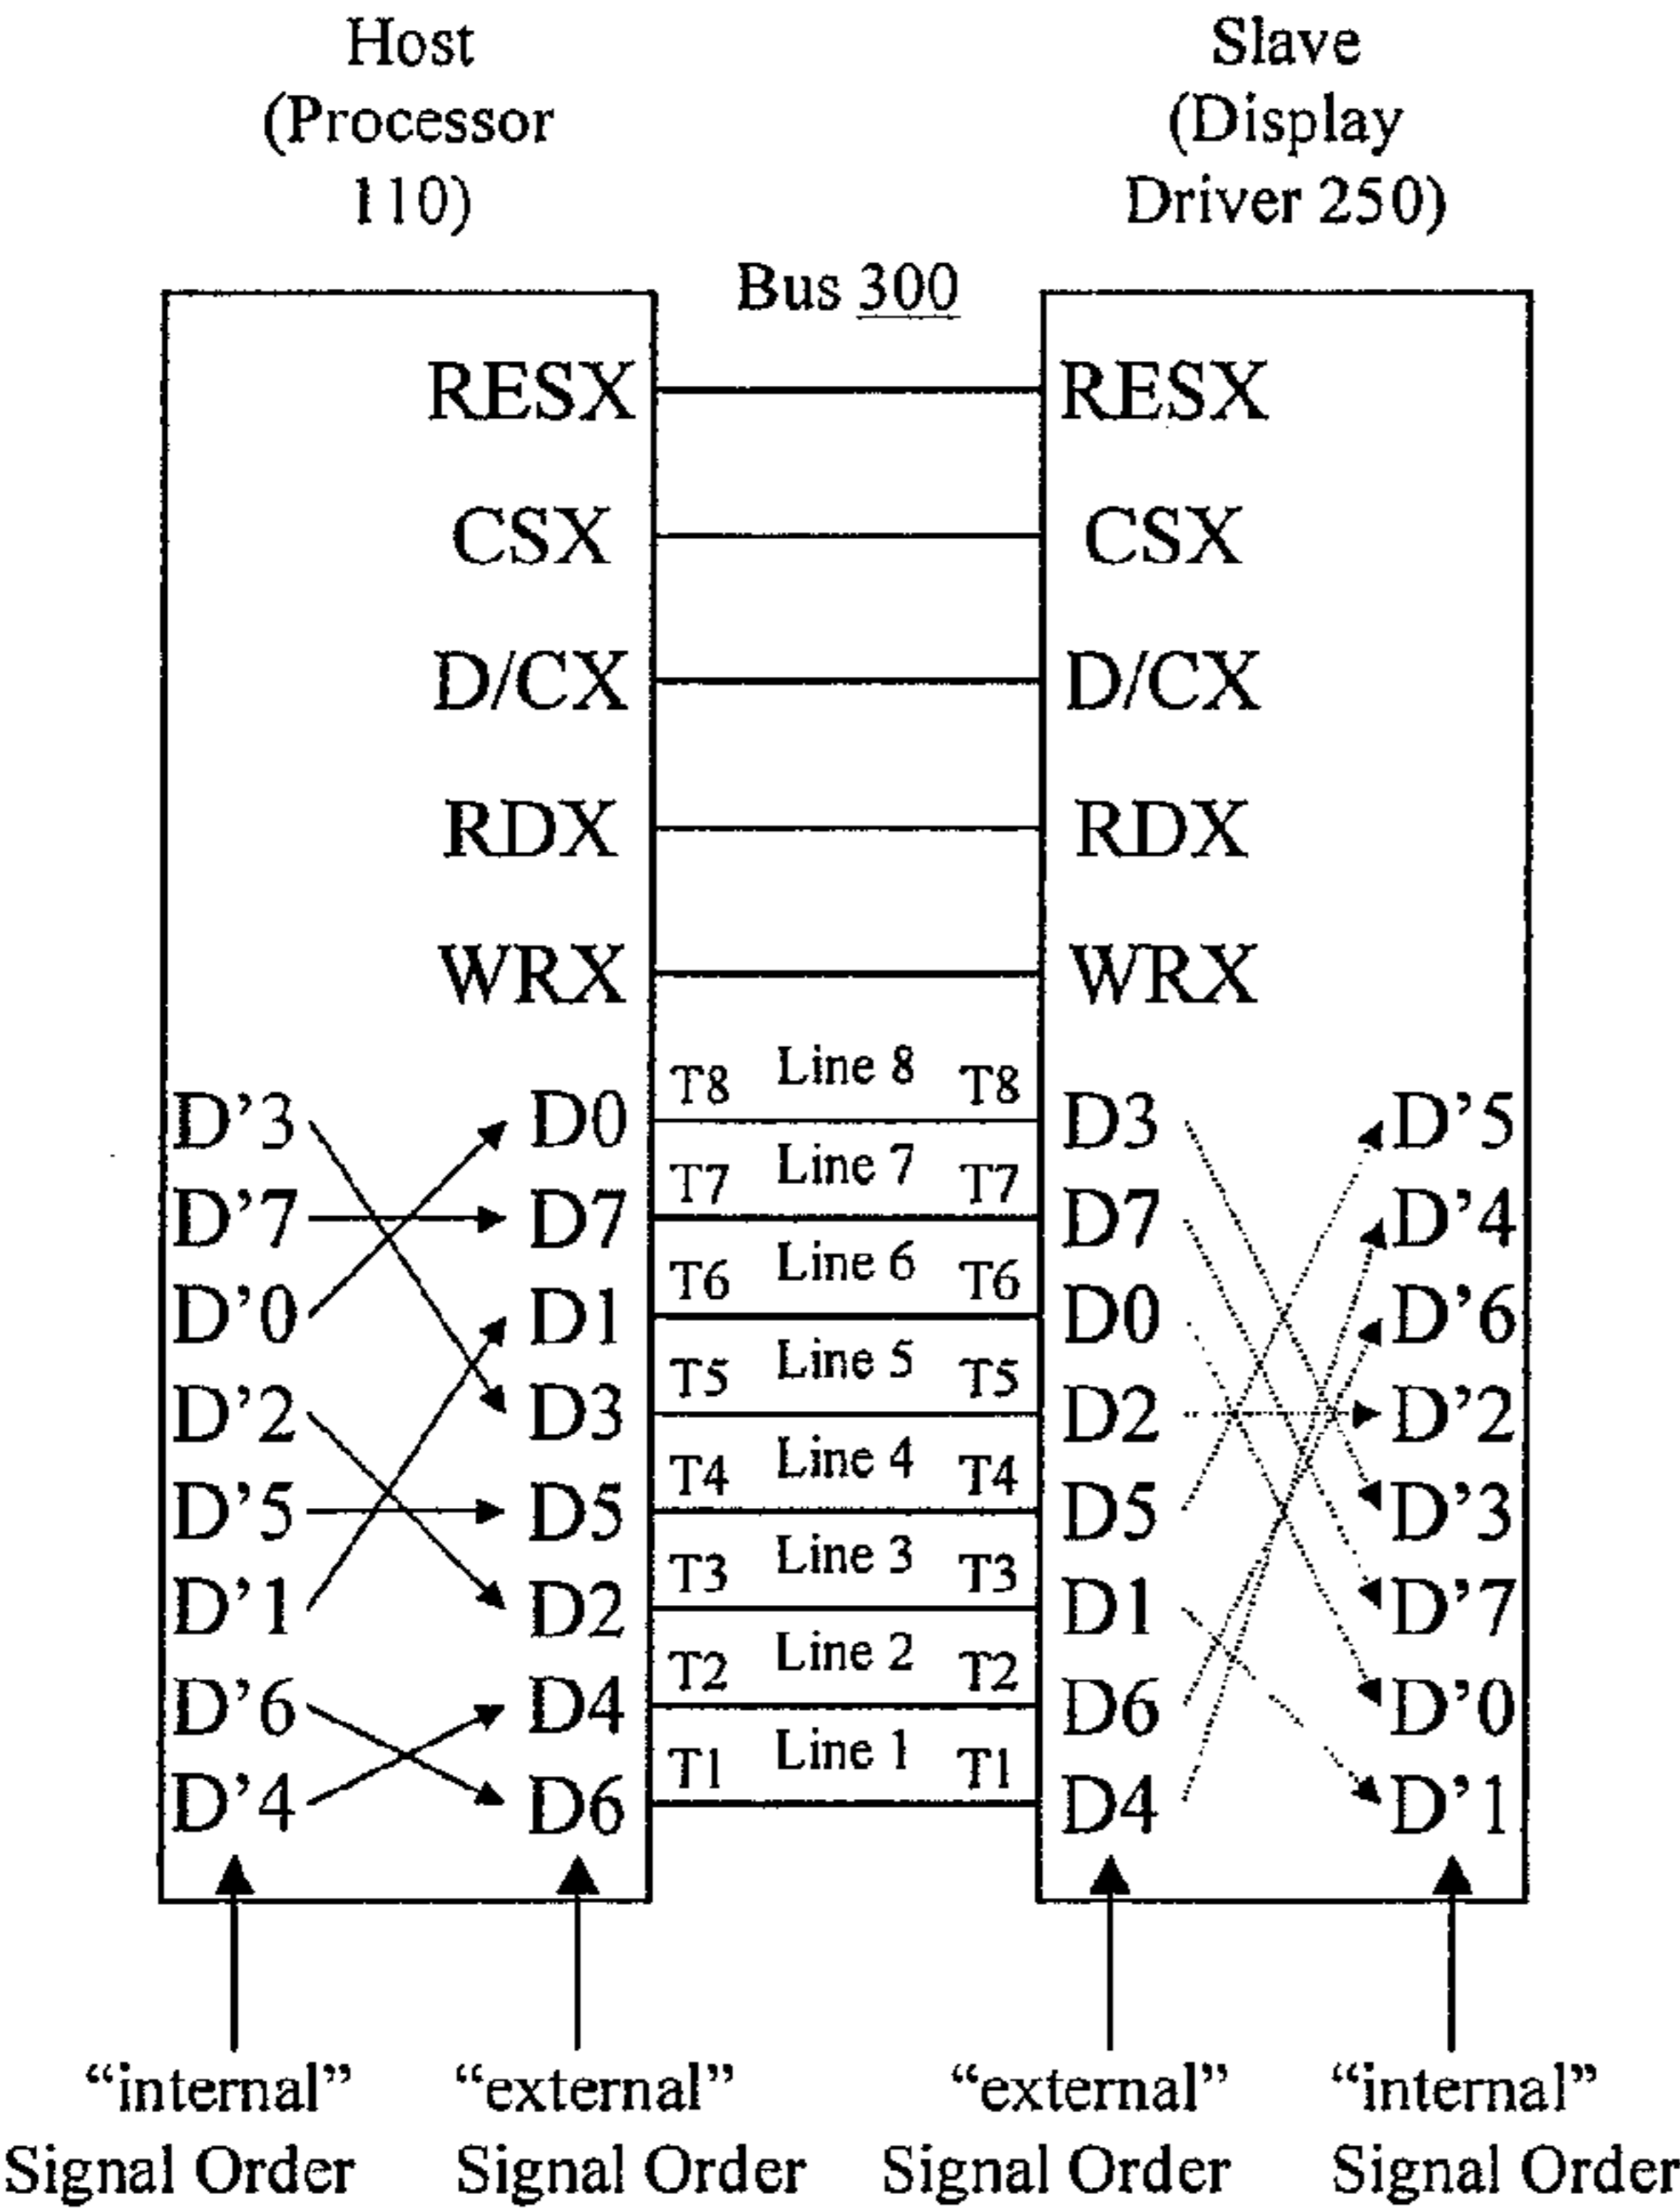 Host
(Processor
110)
Slave
(Display
Driver 250)
Bus 300
RESX RESX
CSX CSX
D/CX D/CX
RDX RDX
WRX WRX
T8 Line 8 T8
D'3 D0 D3 D'5
T7 Line 7 T7
D'7 D7 D7 D'4
T6 Line 6 T6
D'0 D1 D0 D'6
T5 Line 5 T5
D'2 D3 D2 D'2
T4 Line 4 T4
D'5 D5 D5 D'3
T3 Line 3 T3
D'1 D2 D1 D'7
T2 Line 2 T2
D'6 D4 D6 D'0
T1 Line 1 T1
D'4 D6 D4 D'1
“internal”
Signal Order
“external”
Signal Order
“external”
Signal Order
“internal”
Signal Order